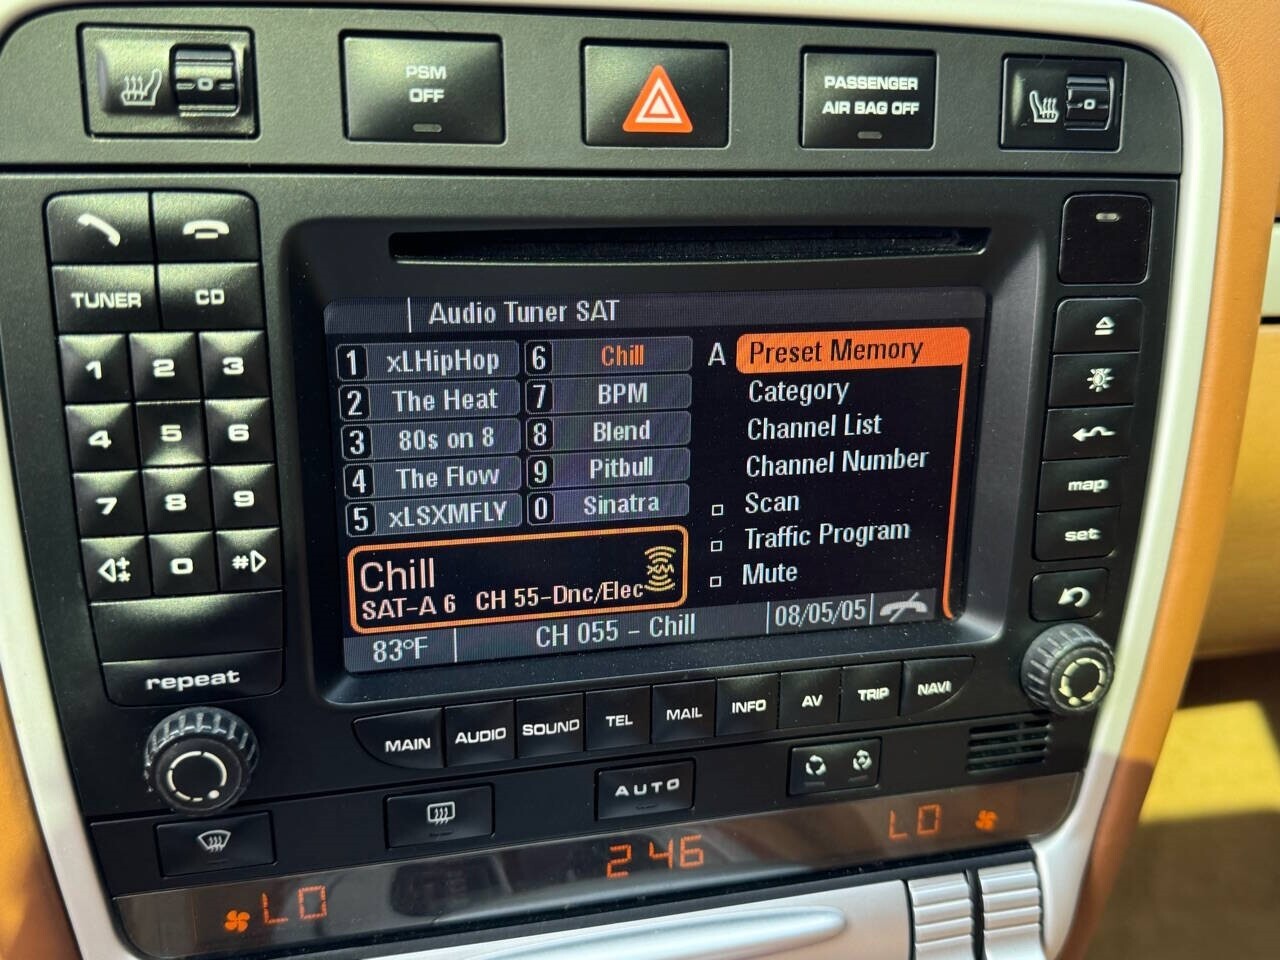 PSM
OFF
PASSENGER
AIR BAG OFF
TUNER CD
1 2 3
4 5 6
7 8 9
* 0 #
repeat
Audio Tuner SAT
1 xLHipHop 6 Chill
2 The Heat 7 BPM
3 80s on 8 8 Blend
4 The Flow 9 Pitbull
5 xLSXMFLY 0 Sinatra
Chill
XM
SAT-A 6 CH 55-Dnc/Elec
A Preset Memory
Category
Channel List
Channel Number
Scan
Traffic Program
Mute
83°F CH 055 - Chill 08/05/05
map
set
MAIN AUDIO SOUND TEL MAIL INFO AV TRIP NAVI
AUTO
LO 2 46 LO